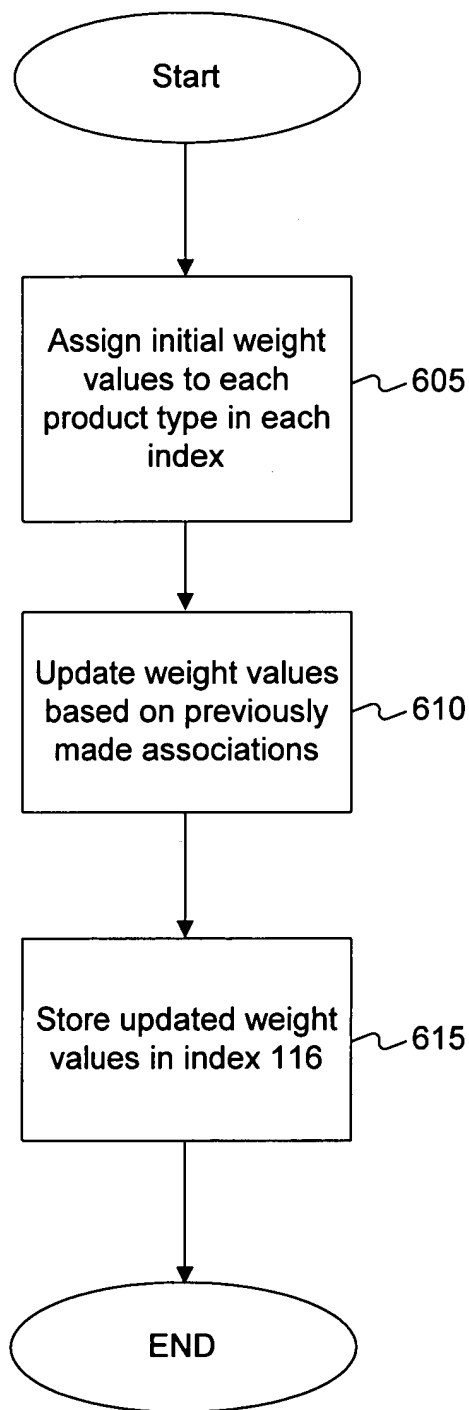 Start
Assign initial weight
values to each
product type in each
index
605
Update weight values
based on previously
made associations
610
Store updated weight
values in index 116
615
END